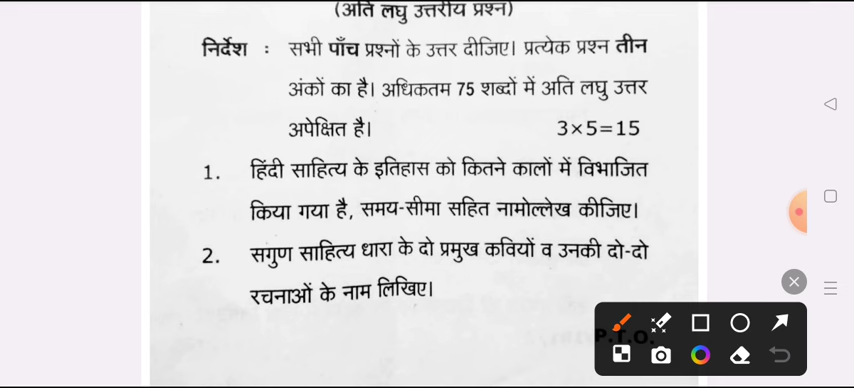 (अति लघु उत्तरीय प्रश्न)
निर्देश : सभी पाँच प्रश्नों के उत्तर दीजिए। प्रत्येक प्रश्न तीन
अंकों का है। अधिकतम 75 शब्दों में अति लघु उत्तर
अपेक्षित है। 3×5=15
1. हिंदी साहित्य के इतिहास को कितने कालों में विभाजित
किया गया है, समय-सीमा सहित नामोल्लेख कीजिए।
2. सगुण साहित्य धारा के दो प्रमुख कवियों व उनकी दो-दो
रचनाओं के नाम लिखिए।
P.T.O.